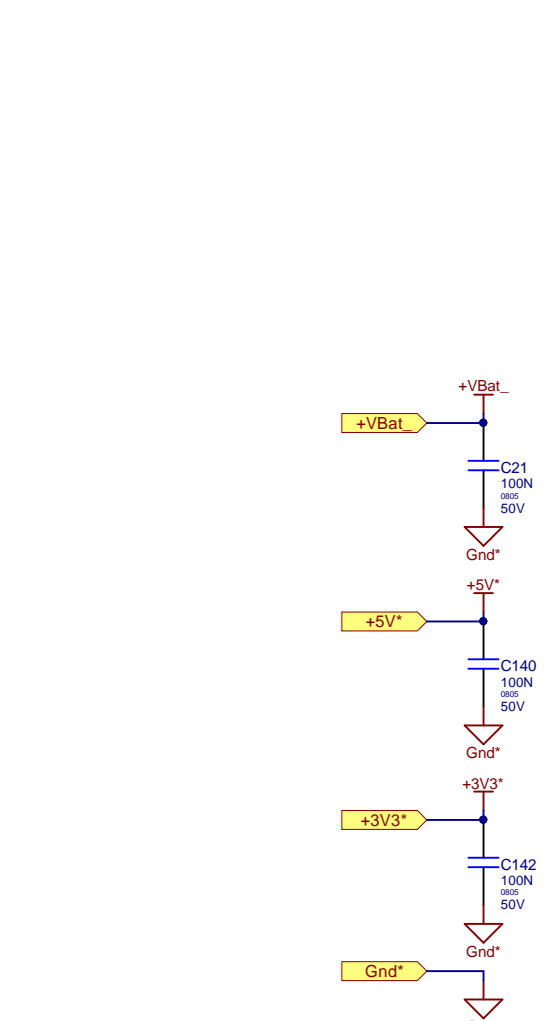 +VBat_
+VBat_
C21
100N
0805
50V
Gnd*
+5V*
+5V*
C140
100N
0805
50V
Gnd*
+3V3*
+3V3*
C142
100N
0805
50V
Gnd*
Gnd*